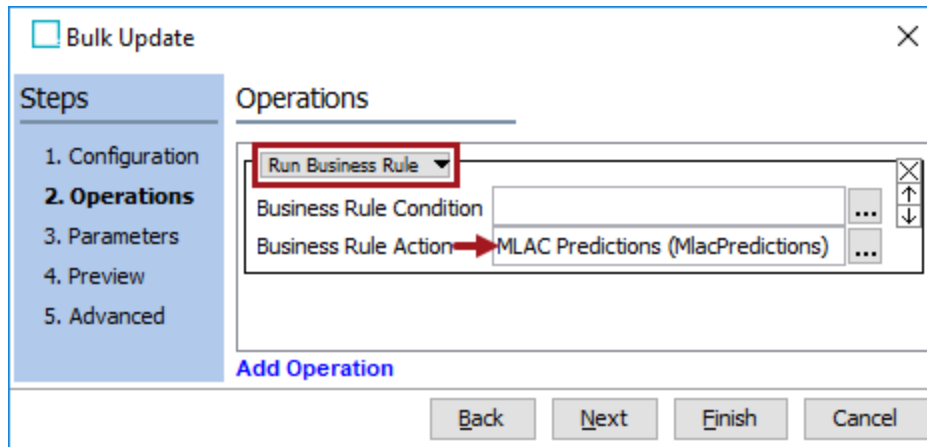 Bulk Update
Steps
1. Configuration
2. Operations
3. Parameters
4. Preview
5. Advanced
Operations
Run Business Rule
Business Rule Condition ...
Business Rule Action MLAC Predictions (MlacPredictions) ...
Add Operation
Back Next Finish Cancel